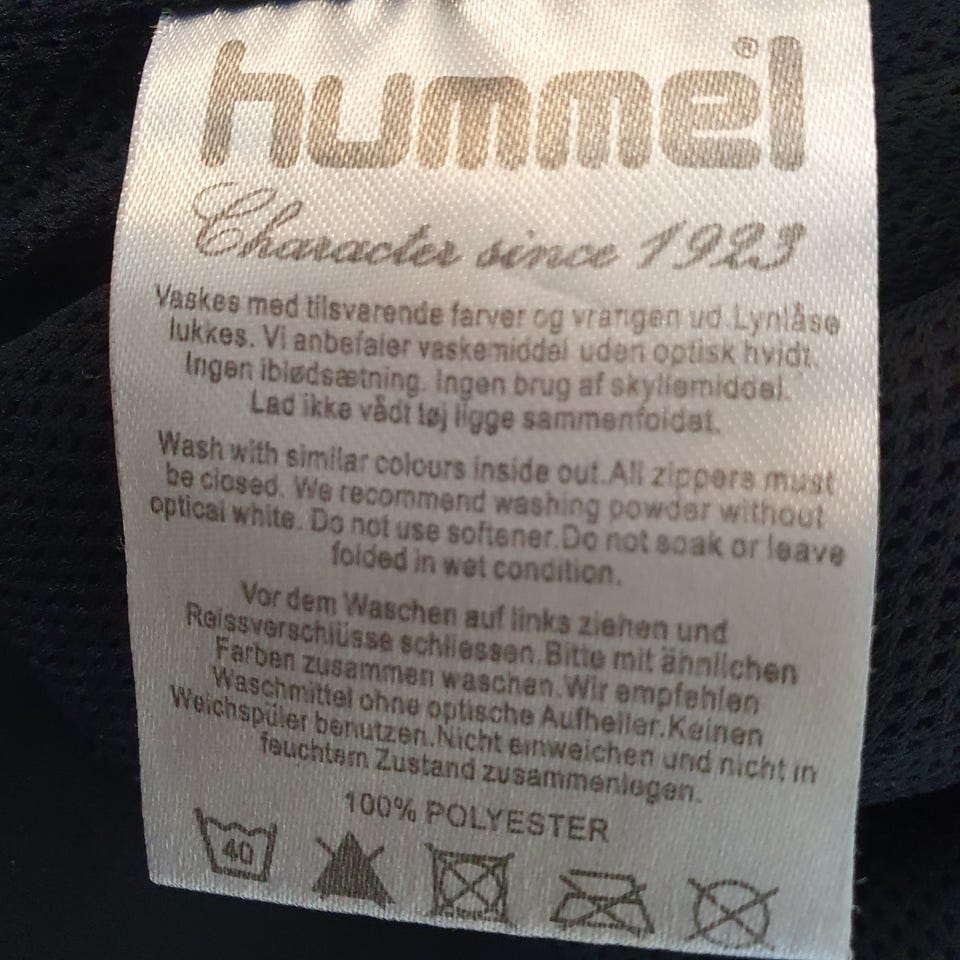 hummel®
Character since 1923
Vaskes med tilsvarende farver og vrangen ud. Lynlåse
lukkes. Vi anbefaler vaskemiddel uden optisk hvidt.
Ingen iblødsætning. Ingen brug af skyllemiddel.
Lad ikke vådt tøj ligge sammenfoldet.
Wash with similar colours inside out. All zippers must
be closed. We recommend washing powder without
optical white. Do not use softener. Do not soak or leave
folded in wet condition.
Vor dem Waschen auf links ziehen und
Reissverschlüsse schliessen. Bitte mit ähnlichen
Farben zusammen waschen. Wir empfehlen
Waschmittel ohne optische Aufheller. Keinen
Weichspüler benutzen. Nicht einweichen und nicht in
feuchtem Zustand zusammenlegen.
100% POLYESTER
40